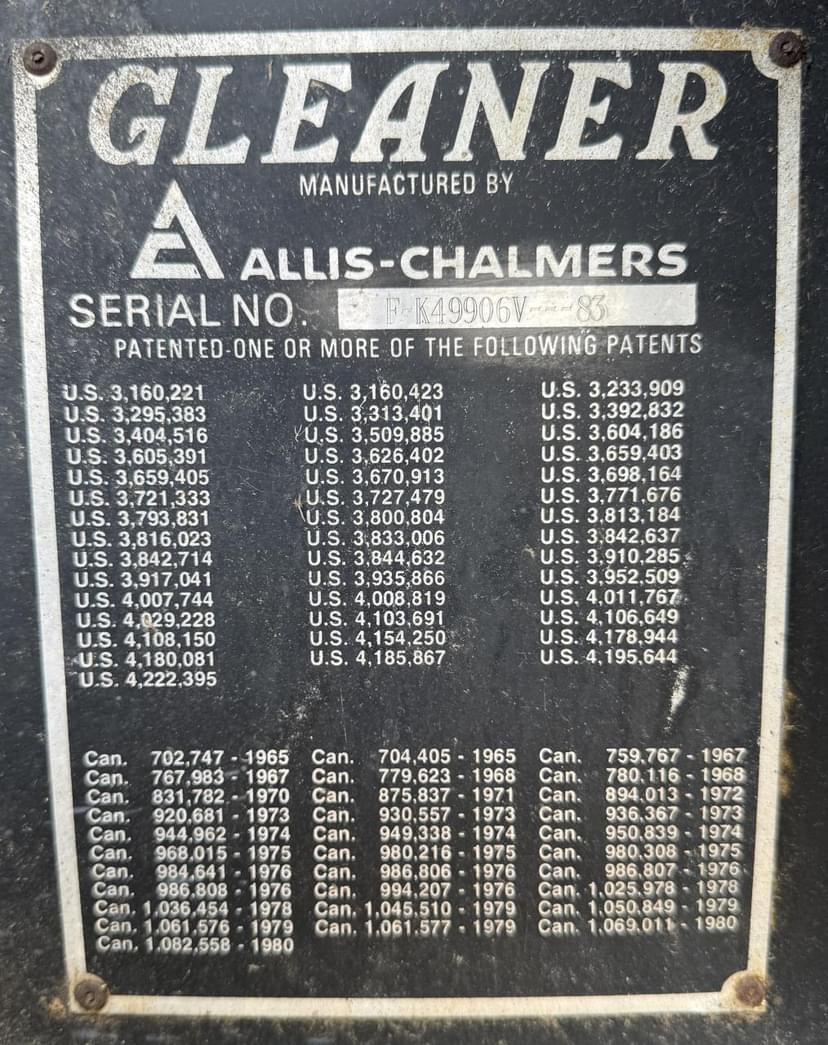 GLEANER
MANUFACTURED BY
ALLIS-CHALMERS
SERIAL NO. F-K49906V---83
PATENTED-ONE OR MORE OF THE FOLLOWING PATENTS
U.S. 3,160,221 U.S. 3,160,423 U.S. 3,233,909
U.S. 3,295,383 U.S. 3,313,401 U.S. 3,392,832
U.S. 3,404,516 U.S. 3,509,885 U.S. 3,604,186
U.S. 3,605,391 U.S. 3,626,402 U.S. 3,659,403
U.S. 3,659,405 U.S. 3,670,913 U.S. 3,698,164
U.S. 3,721,333 U.S. 3,727,479 U.S. 3,771,676
U.S. 3,793,831 U.S. 3,800,804 U.S. 3,813,184
U.S. 3,816,023 U.S. 3,833,006 U.S. 3,842,637
U.S. 3,842,714 U.S. 3,844,632 U.S. 3,910,285
U.S. 3,917,041 U.S. 3,935,866 U.S. 3,952,509
U.S. 4,007,744 U.S. 4,008,819 U.S. 4,011,767
U.S. 4,029,228 U.S. 4,103,691 U.S. 4,106,649
U.S. 4,108,150 U.S. 4,154,250 U.S. 4,178,944
U.S. 4,180,081 U.S. 4,185,867 U.S. 4,195,644
U.S. 4,222,395
Can. 702,747 - 1965 Can. 704,405 - 1965 Can. 759,767 - 1967
Can. 767,983 - 1967 Can. 779,623 - 1968 Can. 780,116 - 1968
Can. 831,782 - 1970 Can. 875,837 - 1971 Can. 894,013 - 1972
Can. 920,681 - 1973 Can. 930,557 - 1973 Can. 936,367 - 1973
Can. 944,962 - 1974 Can. 949,338 - 1974 Can. 950,839 - 1974
Can. 968,015 - 1975 Can. 980,216 - 1975 Can. 980,308 - 1975
Can. 984,641 - 1976 Can. 986,806 - 1976 Can. 986,807 - 1976
Can. 986,808 - 1976 Can. 994,207 - 1976 Can. 1,025,978 - 1978
Can. 1,036,454 - 1978 Can. 1,045,510 - 1979 Can. 1,050,849 - 1979
Can. 1,061,576 - 1979 Can. 1,061,577 - 1979 Can. 1,069,011 - 1980
Can. 1,082,558 - 1980